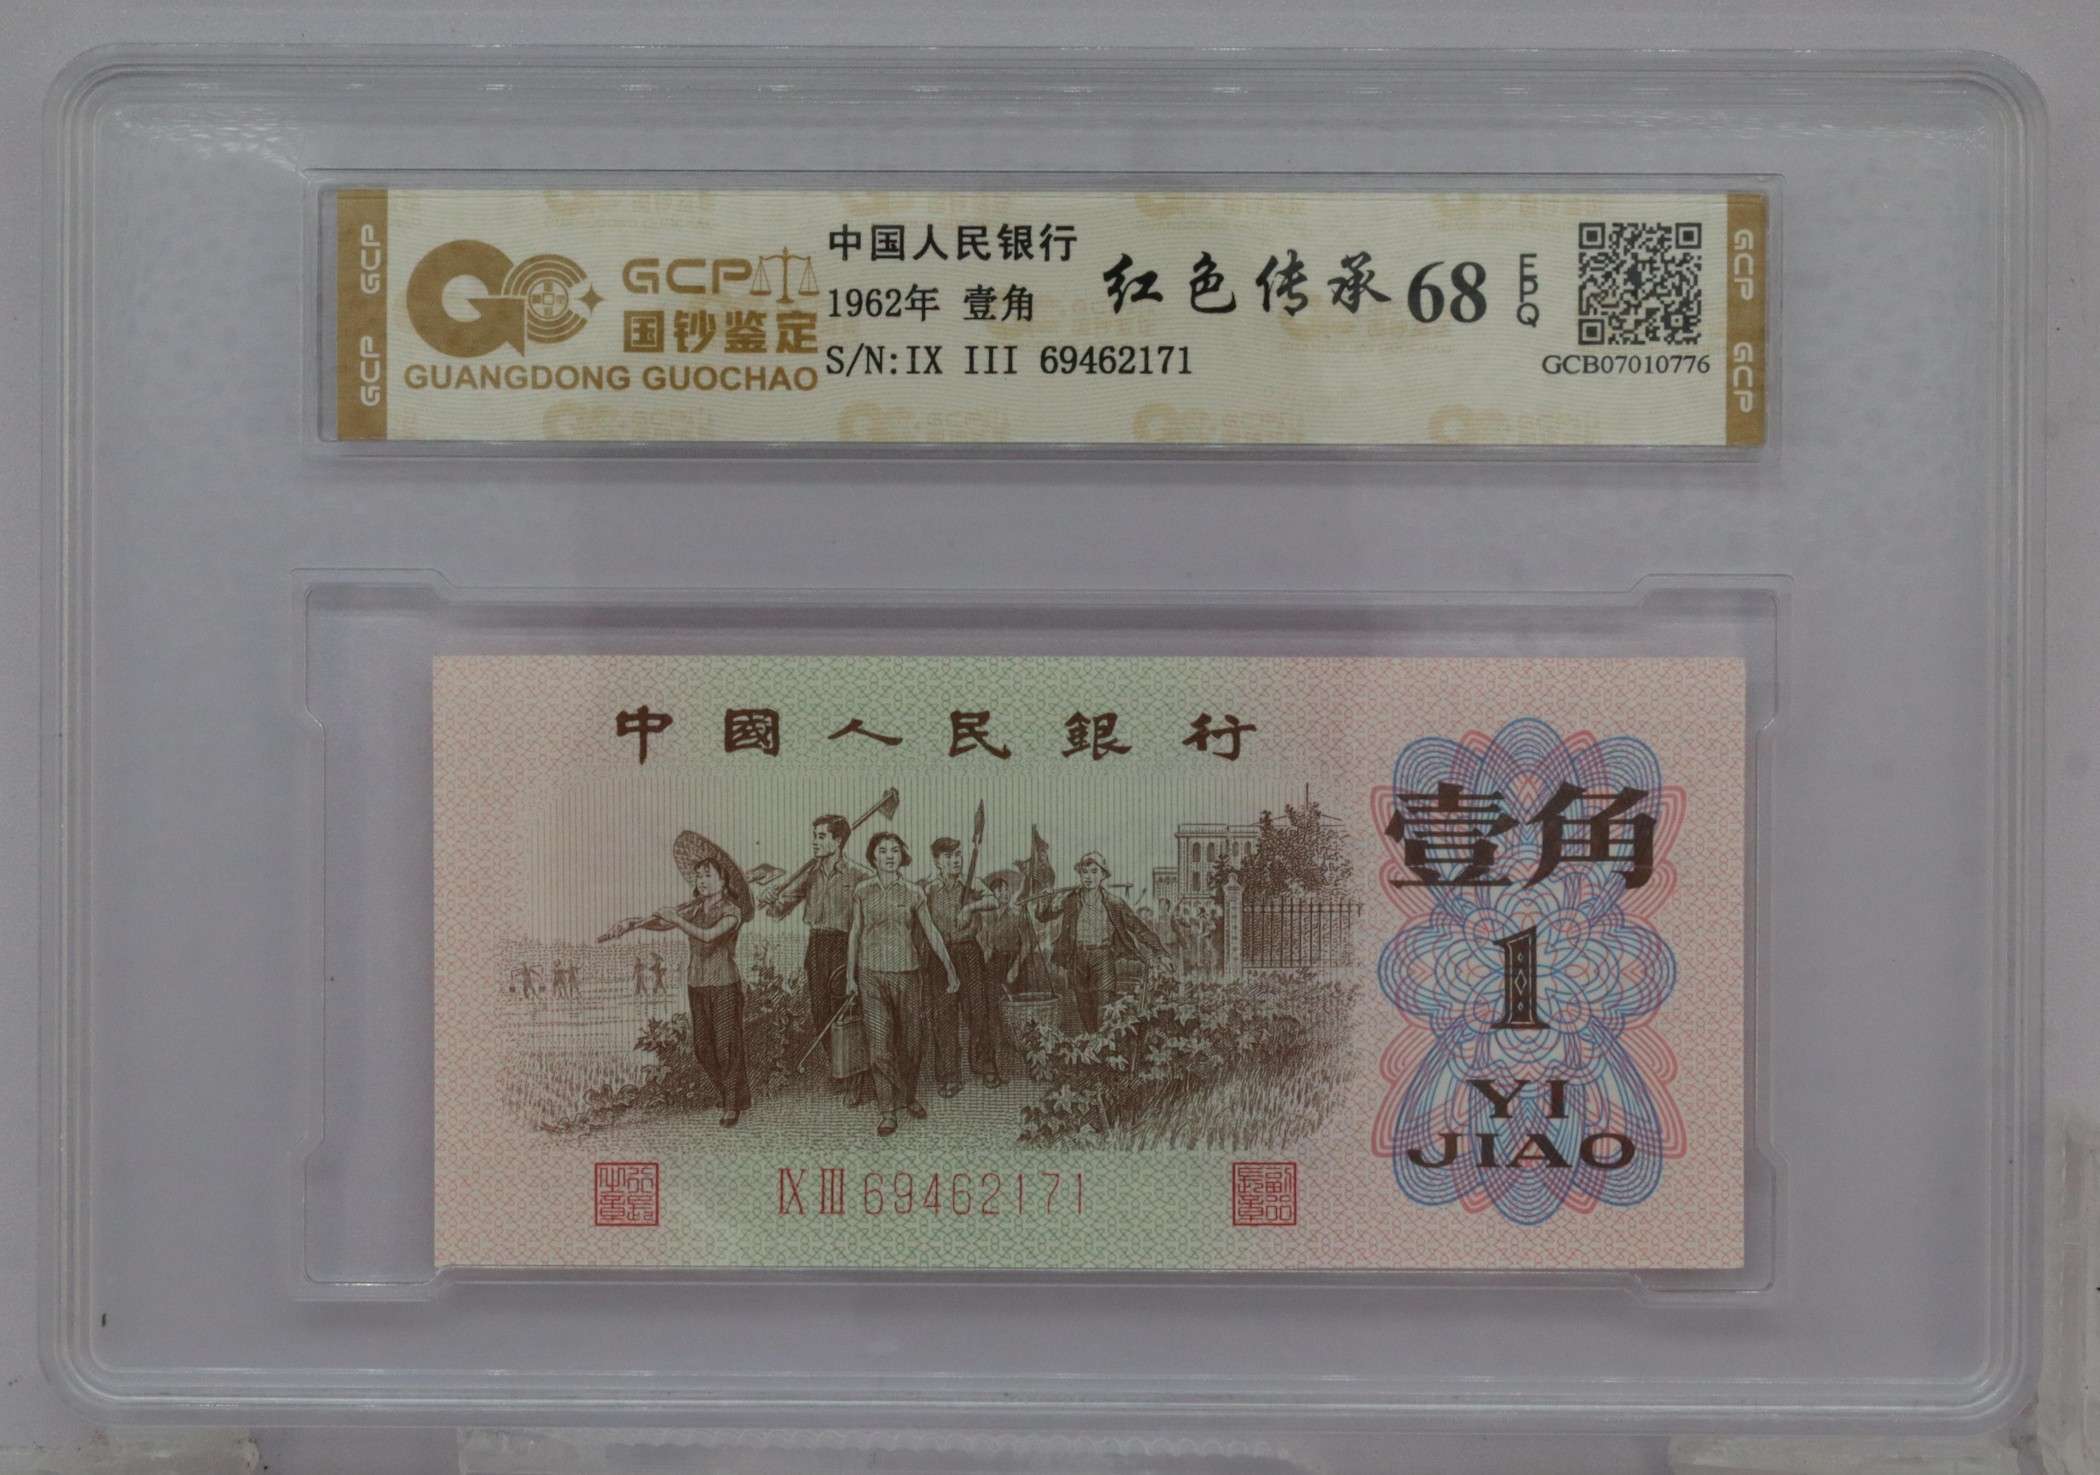 GCP
GCP
GCP
国钞鉴定
GUANGDONG GUOCHAO
中国人民银行
1962年 壹角
S/N:IX III 69462171
红色传承
68
EPQ
GCB07010776
GCP
GCP
中國人民銀行
壹角
1
YI
JIAO
IX III 69462171